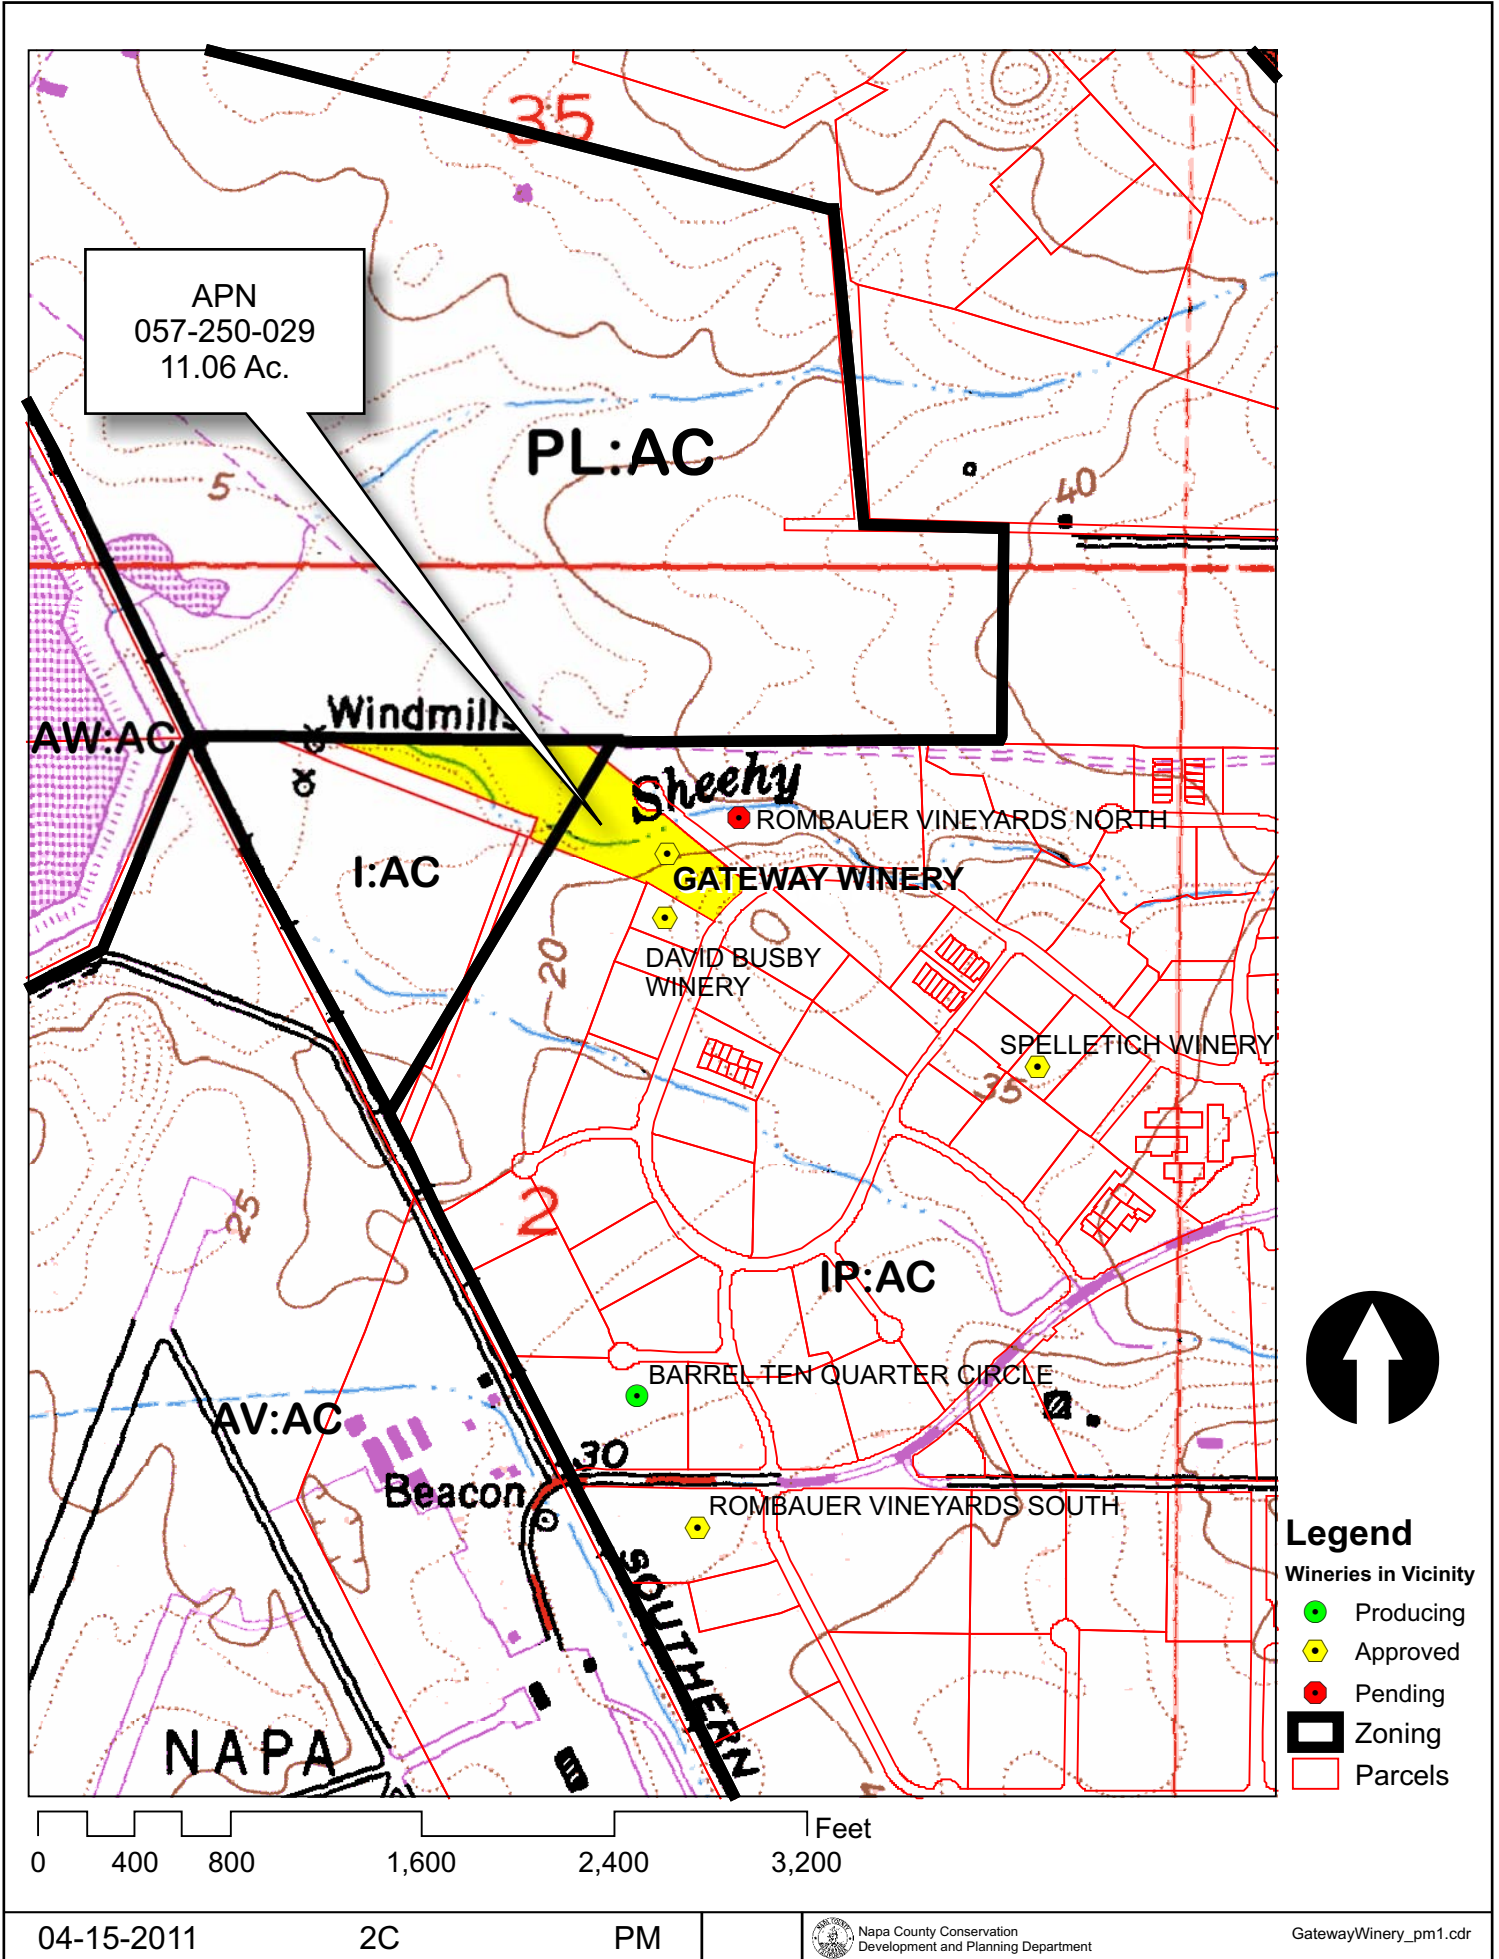 35
APN
057-250-029
11.06 Ac.
PL:AC
5
40
Windmills
AW:AC
Sheehy
ROMBAUER VINEYARDS NORTH
I:AC
GATEWAY WINERY
20
DAVID BUSBY
WINERY
SPELLETICH WINERY
35
25
2
IP:AC
BARREL TEN QUARTER CIRCLE
AV:AC
30
Beacon
ROMBAUER VINEYARDS SOUTH
SOUTHERN
NAPA
Legend
Wineries in Vicinity
Producing
Approved
Pending
Zoning
Parcels
Feet
0 400 800 1,600 2,400 3,200
04-15-2011 2C PM
Napa County Conservation
Development and Planning Department
GatewayWinery_pm1.cdr